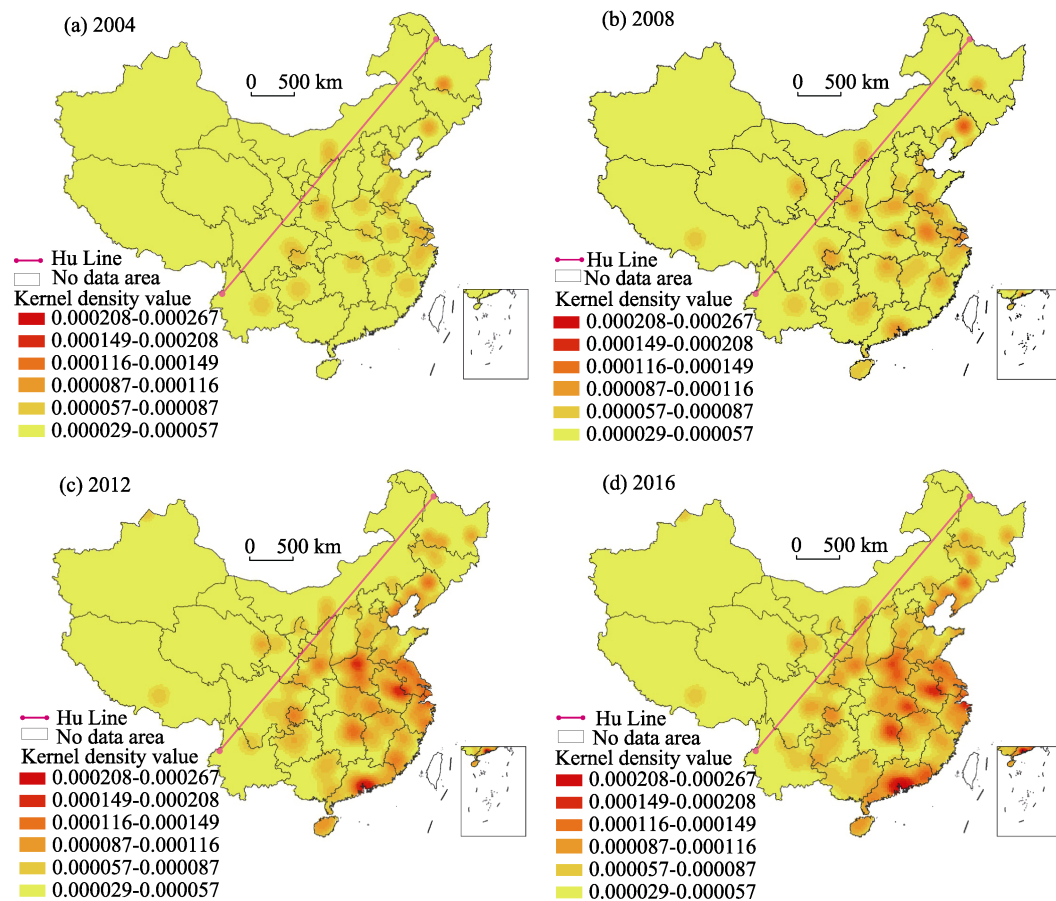 (a) 2004
0 500 km
Hu Line
No data area
Kernel density value
0.000208-0.000267
0.000149-0.000208
0.000116-0.000149
0.000087-0.000116
0.000057-0.000087
0.000029-0.000057
(b) 2008
0 500 km
Hu Line
No data area
Kernel density value
0.000208-0.000267
0.000149-0.000208
0.000116-0.000149
0.000087-0.000116
0.000057-0.000087
0.000029-0.000057
(c) 2012
0 500 km
Hu Line
No data area
Kernel density value
0.000208-0.000267
0.000149-0.000208
0.000116-0.000149
0.000087-0.000116
0.000057-0.000087
0.000029-0.000057
(d) 2016
0 500 km
Hu Line
No data area
Kernel density value
0.000208-0.000267
0.000149-0.000208
0.000116-0.000149
0.000087-0.000116
0.000057-0.000087
0.000029-0.000057